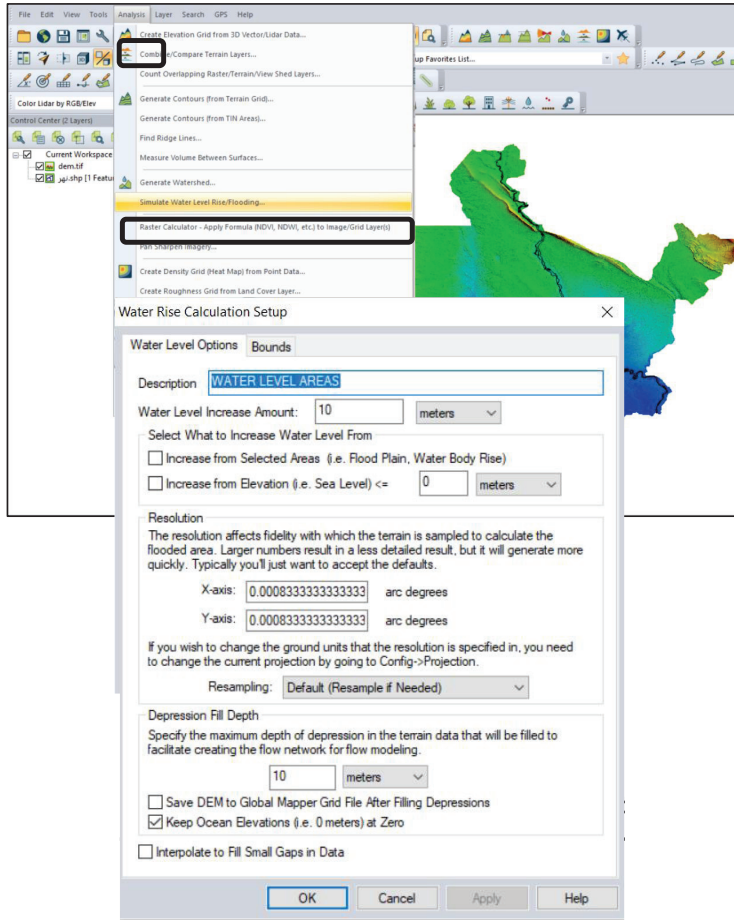 File Edit View Tools Analysis Layer Search GPS Help
Create Elevation Grid from 3D Vector/Lidar Data...
Combine/Compare Terrain Layers...
up Favorites List...
Count Overlapping Raster/Terrain/View Shed Layers...
Color Lidar by RGB/Elev
Generate Contours (from Terrain Grid)...
Control Center (2 Layers)
Generate Contours (from TIN Areas)...
Find Ridge Lines...
Current Workspace
Measure Volume Between Surfaces...
dem.tif
نهر.shp [1 Featu
Generate Watershed...
Simulate Water Level Rise/Flooding...
Raster Calculator - Apply Formula (NDVI, NDWI, etc.) to Image/Grid Layer(s)
Pan Sharpen Imagery...
Create Density Grid (Heat Map) from Point Data...
Create Roughness Grid from Land Cover Layer...
Water Rise Calculation Setup
Water Level Options Bounds
Description WATER LEVEL AREAS
Water Level Increase Amount: 10 meters
Select What to Increase Water Level From
Increase from Selected Areas (i.e. Flood Plain, Water Body Rise)
Increase from Elevation (i.e. Sea Level) <= 0 meters
Resolution
The resolution affects fidelity with which the terrain is sampled to calculate the
flooded area. Larger numbers result in a less detailed result, but it will generate more
quickly. Typically you'll just want to accept the defaults.
X-axis: 0.0008333333333333 arc degrees
Y-axis: 0.0008333333333333 arc degrees
If you wish to change the ground units that the resolution is specified in, you need
to change the current projection by going to Config->Projection.
Resampling: Default (Resample if Needed)
Depression Fill Depth
Specify the maximum depth of depression in the terrain data that will be filled to
facilitate creating the flow network for flow modeling.
10 meters
Save DEM to Global Mapper Grid File After Filling Depressions
Keep Ocean Elevations (i.e. 0 meters) at Zero
Interpolate to Fill Small Gaps in Data
OK Cancel Apply Help